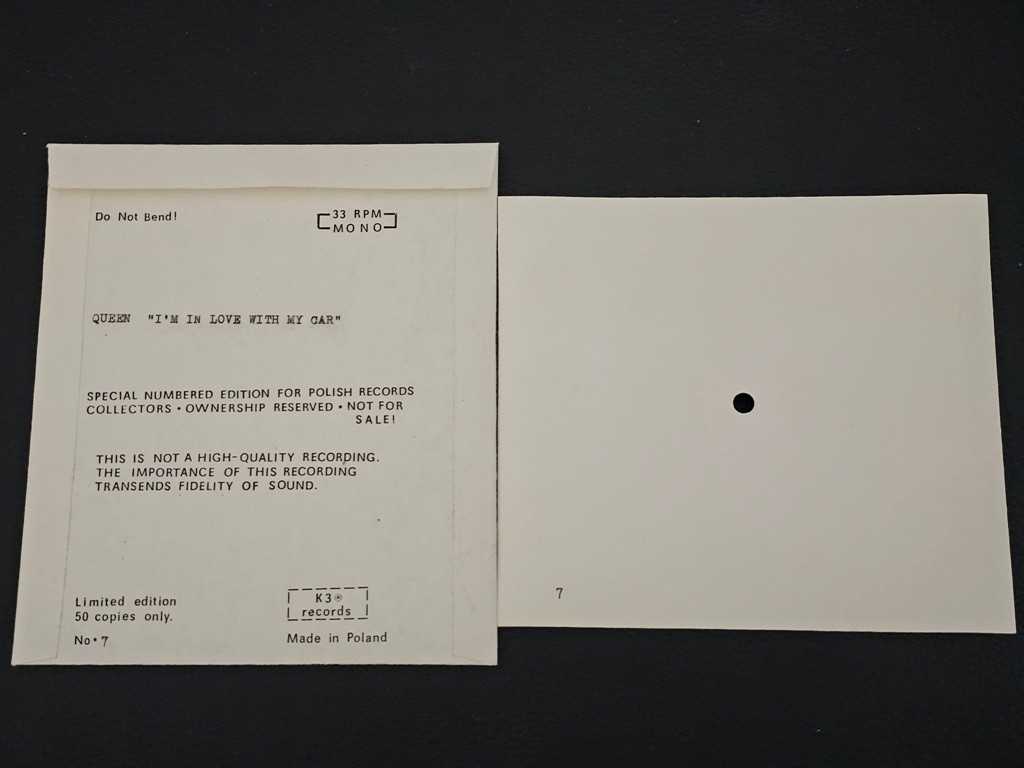 Do Not Bend!
33 RPM
MONO
QUEEN "I'M IN LOVE WITH MY CAR"
SPECIAL NUMBERED EDITION FOR POLISH RECORDS
COLLECTORS • OWNERSHIP RESERVED • NOT FOR
SALE!
THIS IS NOT A HIGH-QUALITY RECORDING.
THE IMPORTANCE OF THIS RECORDING
TRANSENDS FIDELITY OF SOUND.
Limited edition
50 copies only.
No• 7
K3®
records
Made in Poland
7